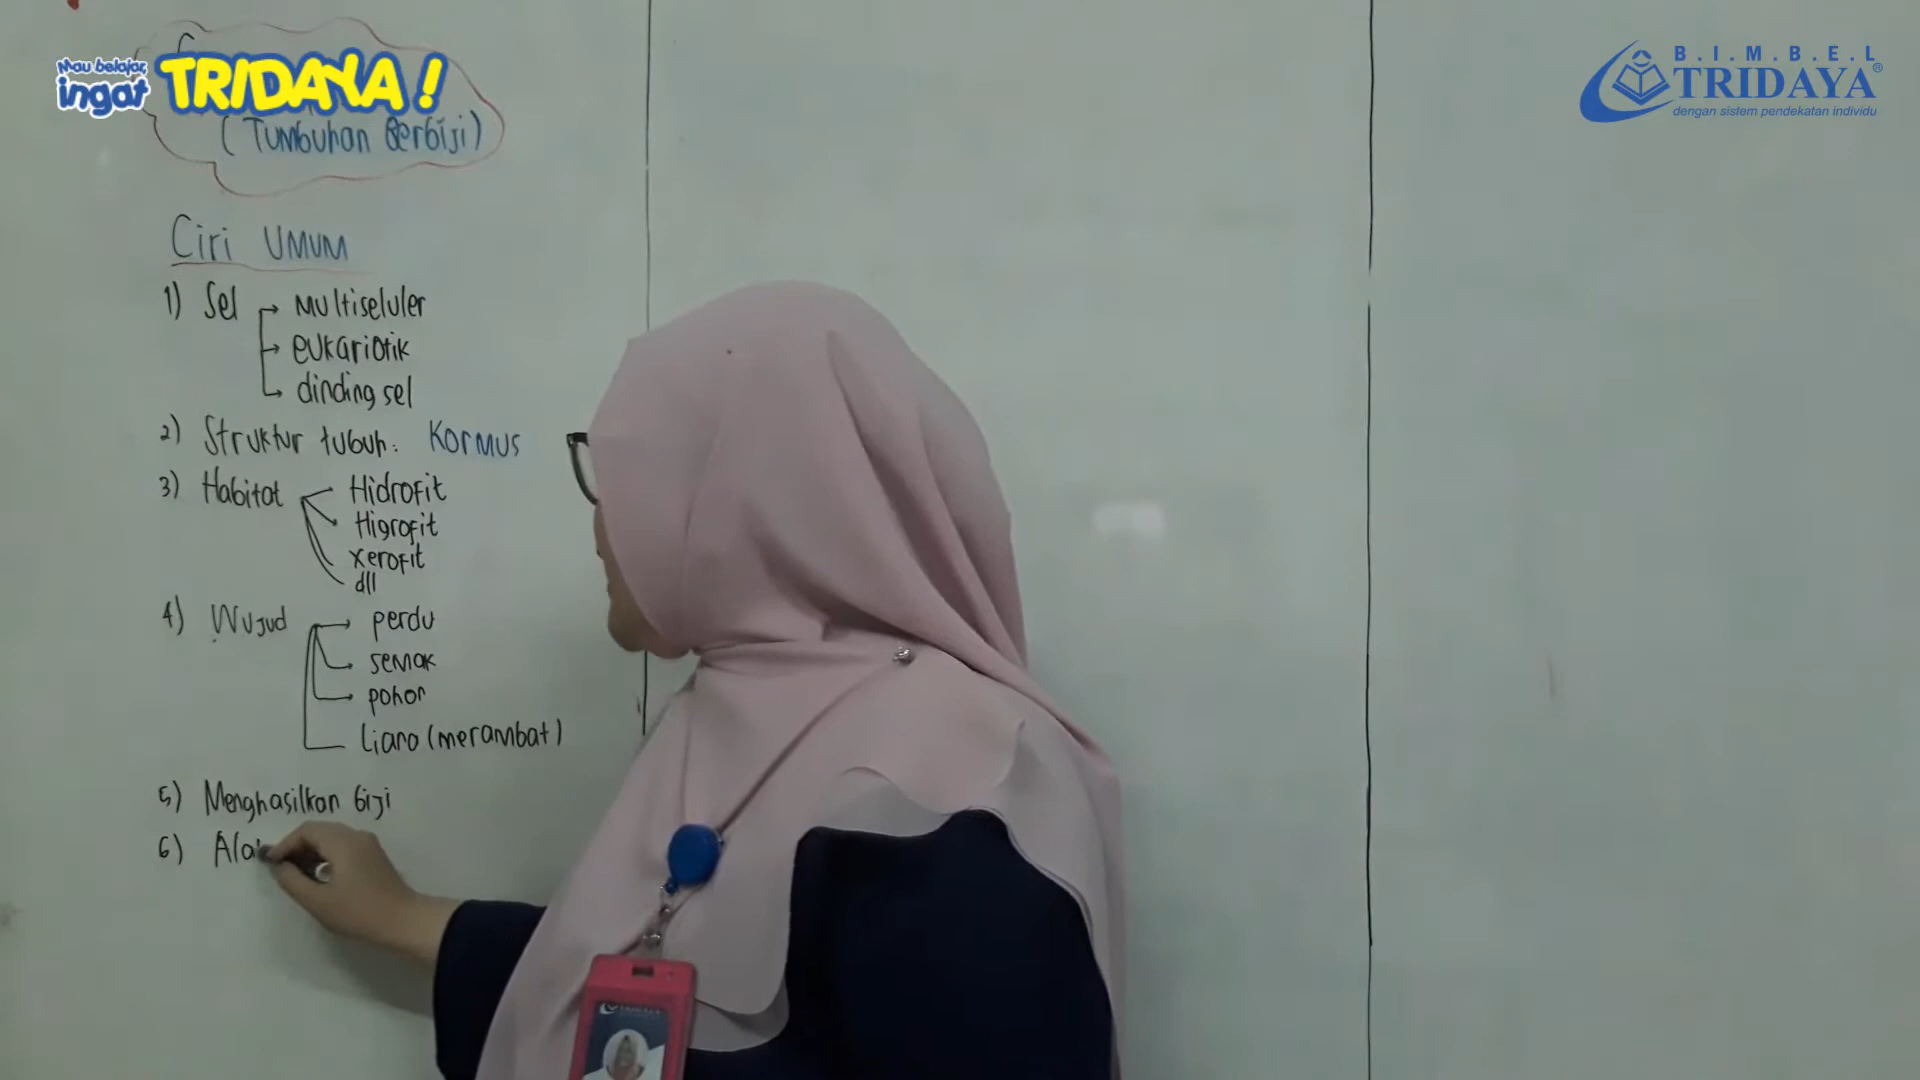 Mau belajar,
ingat TRIDAYA!
B.I.M.B.E.L
TRIDAYA®
dengan sistem pendekatan individu
(Tumbuhan Berbiji)
Ciri UMUM
1) Sel → Multiseluler
→ eukariotik
→ dinding sel
2) Struktur tubuh: Kormus
3) Habitat → Hidrofit
Higrofit
xerofit
dll
4) Wujud → perdu
semak
pohon
Liana (merambat)
5) Menghasilkan biji
6) Ala
TRIDAYA